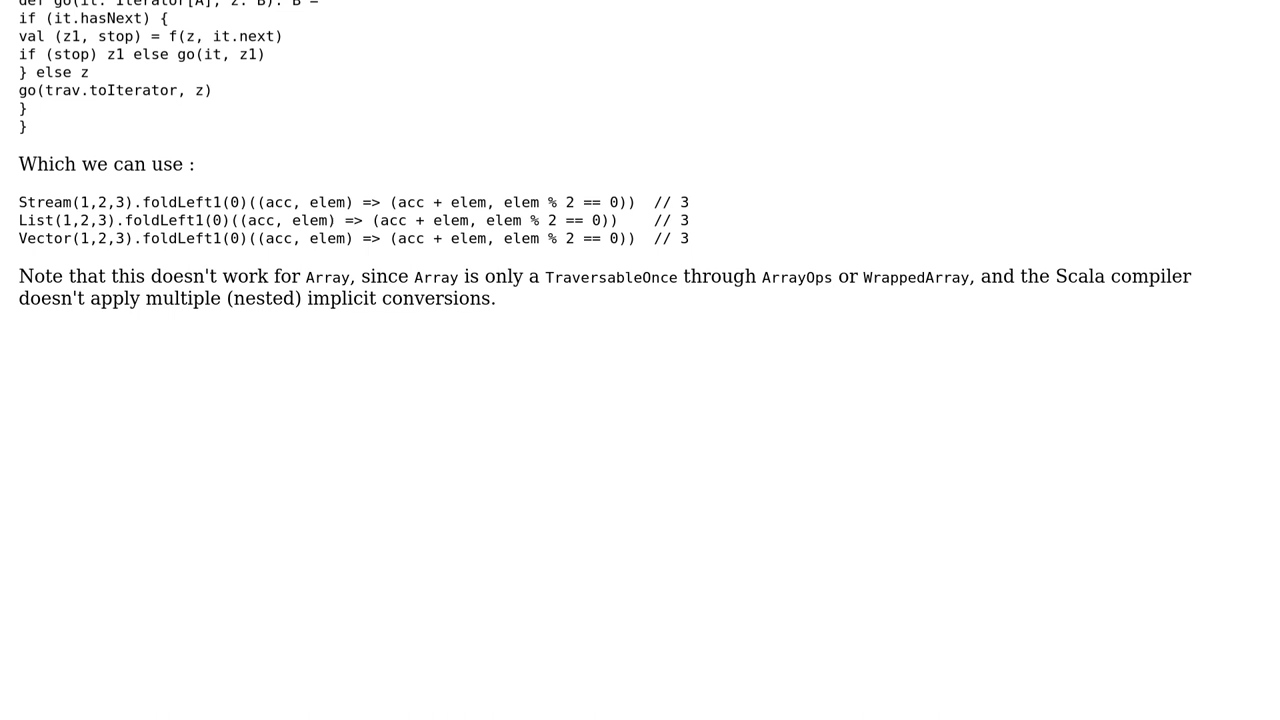 def go(it: Iterator[A], z: B): B =
if (it.hasNext) {
val (z1, stop) = f(z, it.next)
if (stop) z1 else go(it, z1)
} else z
go(trav.toIterator, z)
}
}
Which we can use :
Stream(1,2,3).foldLeft1(0)((acc, elem) => (acc + elem, elem % 2 == 0))  // 3
List(1,2,3).foldLeft1(0)((acc, elem) => (acc + elem, elem % 2 == 0))    // 3
Vector(1,2,3).foldLeft1(0)((acc, elem) => (acc + elem, elem % 2 == 0))  // 3
Note that this doesn't work for Array, since Array is only a TraversableOnce through ArrayOps or WrappedArray, and the Scala compiler
doesn't apply multiple (nested) implicit conversions.